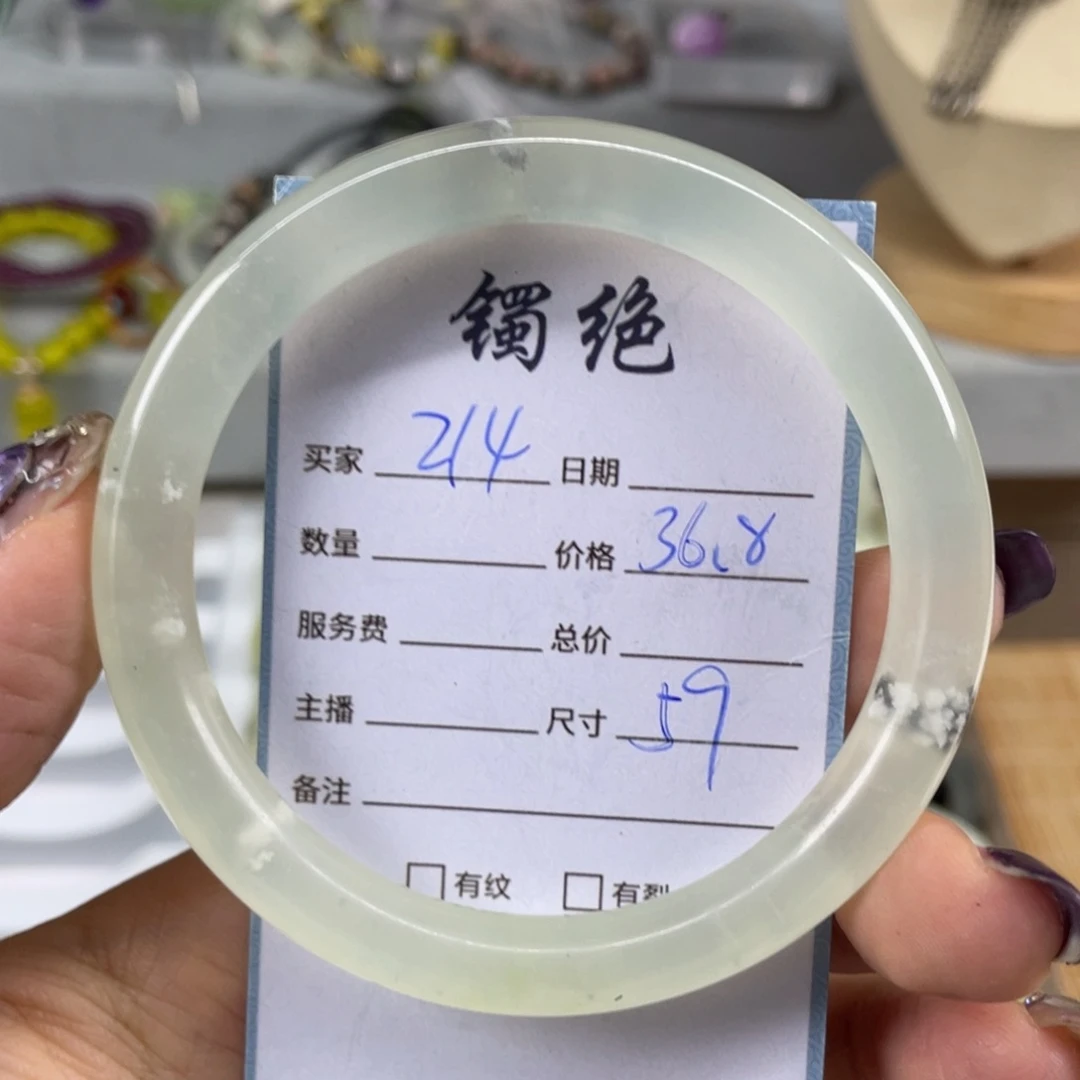 镯绝
买家 214 日期
数量 价格 36.8
服务费 总价
主播 尺寸 59
备注
□ 有纹 □ 有裂